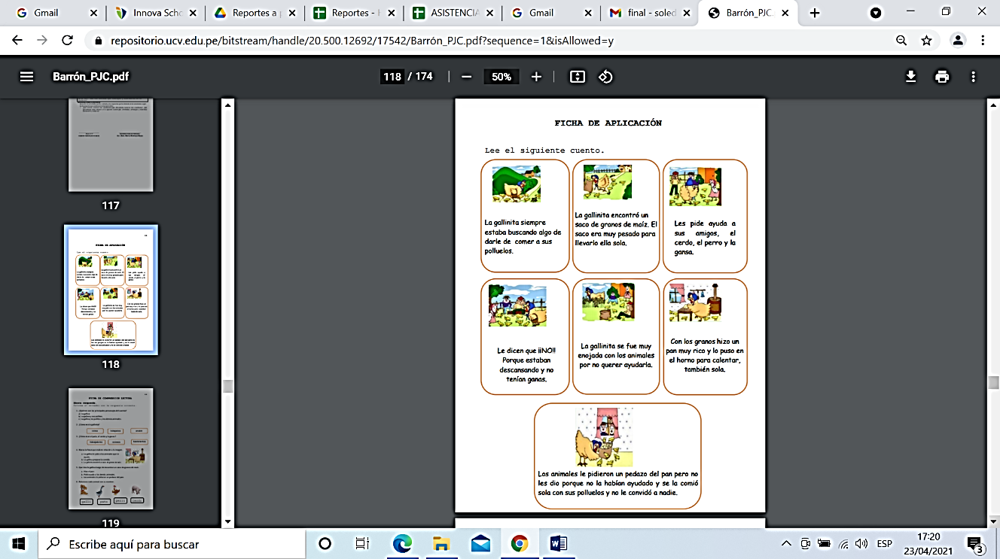 Gmail
Innova Scho
Reportes a p
Reportes - 
ASISTENCIA
Gmail
final - soled
Barrón_PJC.
repositorio.ucv.edu.pe/bitstream/handle/20.500.12692/17542/Barrón_PJC.pdf?sequence=1&isAllowed=y
Barrón_PJC.pdf
118 / 174
50%
117
118
119
FICHA DE APLICACIÓN
Lee el siguiente cuento.
La gallinita siempre
estaba buscando algo de
darle de comer a sus
polluelos.
La gallinita encontró un
saco de granos de maíz. El
saco era muy pesado para
llevarlo ella sola.
Les pide ayuda a
sus amigos, el
cerdo, el perro y la
gansa.
Le dicen que ¡¡NO!!
Porque estaban
descansando y no
tenían ganas.
La gallinita se fue muy
enojada con los animales
por no querer ayudarla.
Con los granos hizo un
pan muy rico y lo puso en
el horno para calentar,
también sola.
Los animales le pidieron un pedazo del pan pero no
les dio porque no la habían ayudado y se la comió
sola con sus polluelos y no le convidó a nadie.
Escribe aquí para buscar
ESP
17:20
23/04/2021
3